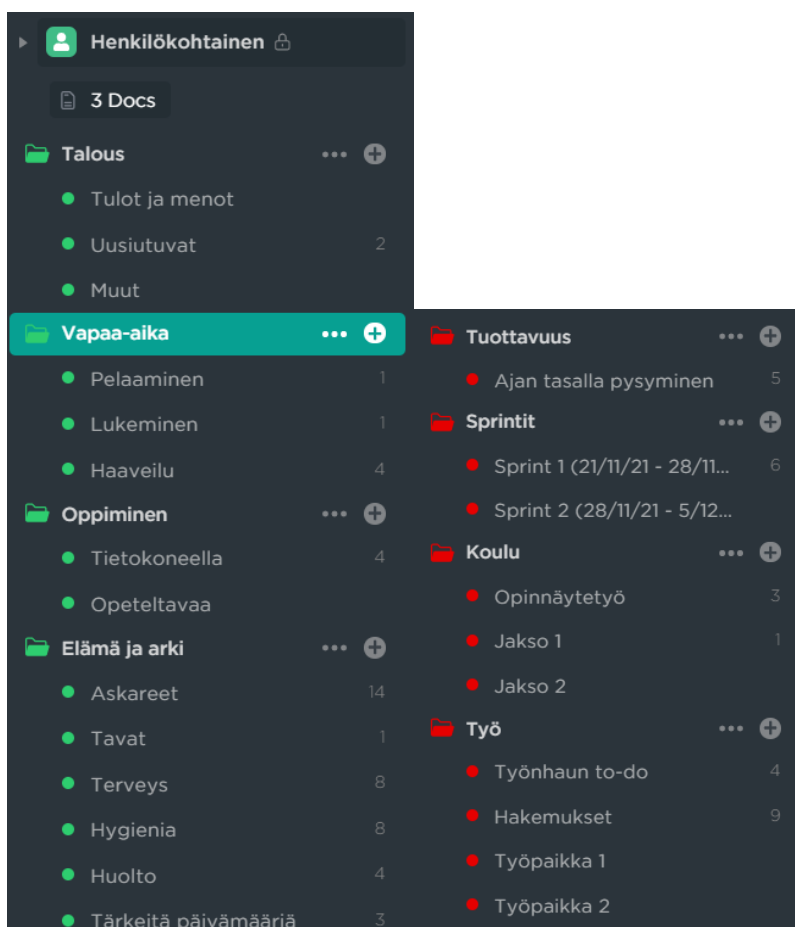 Henkilökohtainen
3 Docs
Talous
Tulot ja menot
Uusiutuvat 2
Muut
Vapaa-aika
Pelaaminen 1
Lukeminen 1
Haaveilu 4
Oppiminen
Tietokoneella 4
Opeteltavaa
Elämä ja arki
Askareet 14
Tavat 1
Terveys 8
Hygienia 8
Huolto 4
Tärkeitä päivämääriä 3
Tuottavuus
Ajan tasalla pysyminen 5
Sprintit
Sprint 1 (21/11/21 - 28/11... 6
Sprint 2 (28/11/21 - 5/12...
Koulu
Opinnäytetyö 3
Jakso 1 1
Jakso 2
Työ
Työnhaun to-do 4
Hakemukset 9
Työpaikka 1
Työpaikka 2